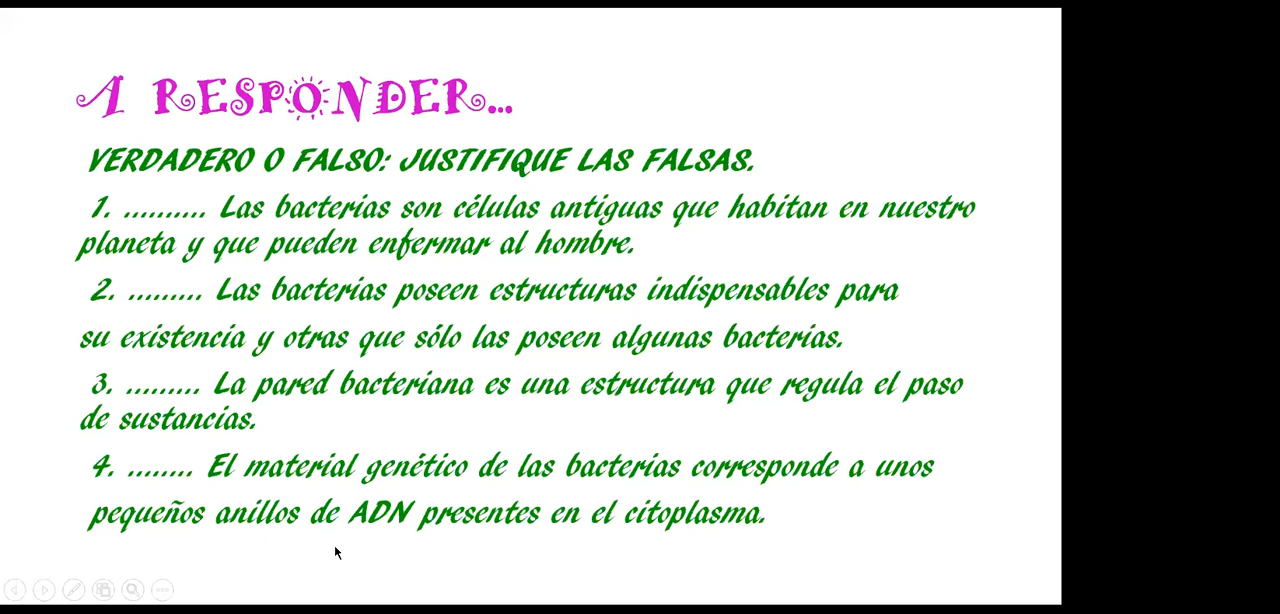 A RESPONDER...
VERDADERO O FALSO: JUSTIFIQUE LAS FALSAS.
1. .......... Las bacterias son células antiguas que habitan en nuestro
planeta y que pueden enfermar al hombre.
2. ......... Las bacterias poseen estructuras indispensables para
su existencia y otras que sólo las poseen algunas bacterias.
3. ......... La pared bacteriana es una estructura que regula el paso
de sustancias.
4. ........ El material genético de las bacterias corresponde a unos
pequeños anillos de ADN presentes en el citoplasma.